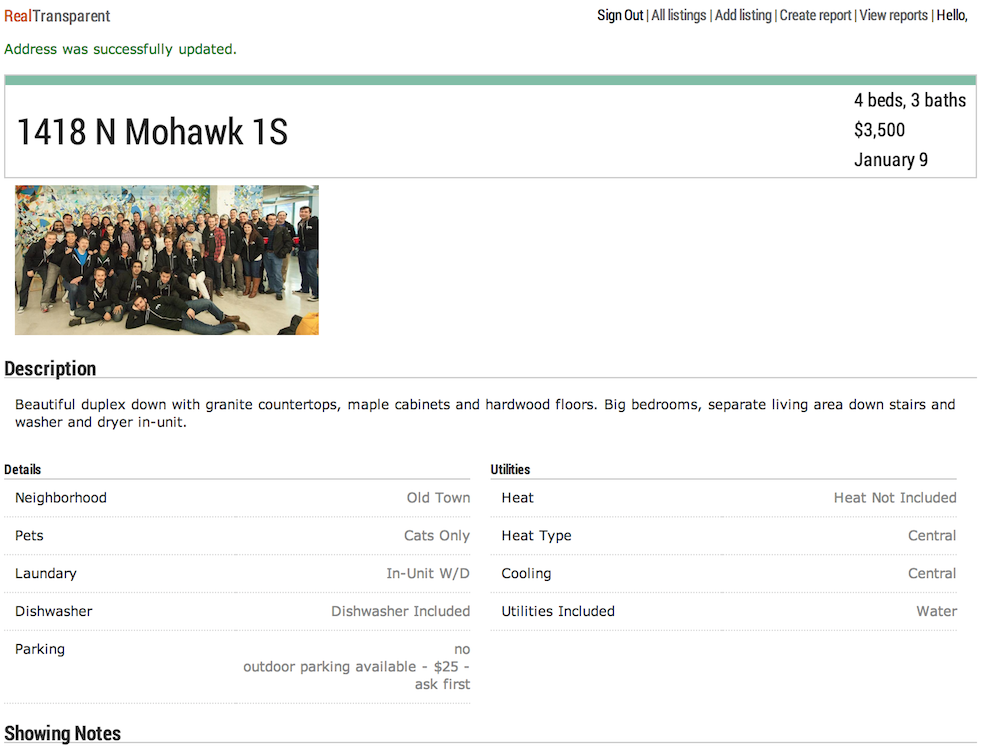 RealTransparent
Sign Out | All listings | Add listing | Create report | View reports | Hello,
Address was successfully updated.
1418 N Mohawk 1S
4 beds, 3 baths
$3,500
January 9
Description
Beautiful duplex down with granite countertops, maple cabinets and hardwood floors. Big bedrooms, separate living area down stairs and
washer and dryer in-unit.
Details
Neighborhood Old Town
Pets Cats Only
Laundary In-Unit W/D
Dishwasher Dishwasher Included
Parking no
outdoor parking available - $25 -
ask first
Utilities
Heat Heat Not Included
Heat Type Central
Cooling Central
Utilities Included Water
Showing Notes